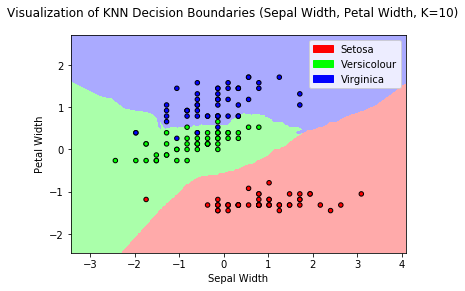 Visualization of KNN Decision Boundaries (Sepal Width, Petal Width, K=10)
Setosa
Versicolour
Virginica
2
1
0
−1
−2
Petal Width
−3 −2 −1 0 1 2 3 4
Sepal Width